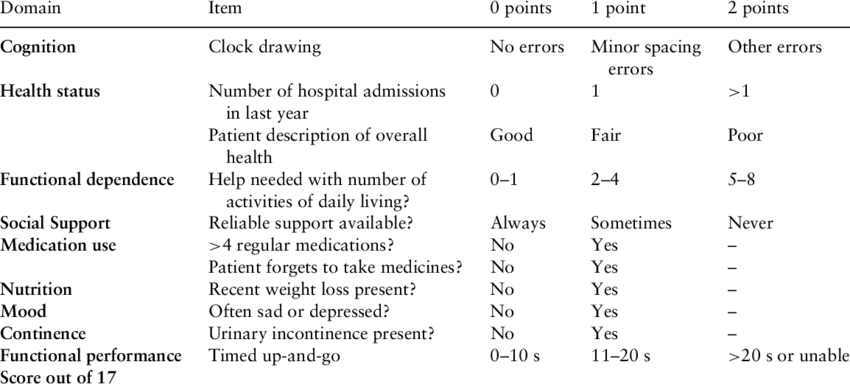 Domain Item 0 points 1 point 2 points
Cognition Clock drawing No errors Minor spacing Other errors
errors
Health status Number of hospital admissions 0 1 >1
in last year
Patient description of overall Good Fair Poor
health
Functional dependence Help needed with number of 0–1 2–4 5–8
activities of daily living?
Social Support Reliable support available? Always Sometimes Never
Medication use >4 regular medications? No Yes –
Patient forgets to take medicines? No Yes –
Nutrition Recent weight loss present? No Yes –
Mood Often sad or depressed? No Yes –
Continence Urinary incontinence present? No Yes –
Functional performance Timed up-and-go 0–10 s 11–20 s >20 s or unable
Score out of 17